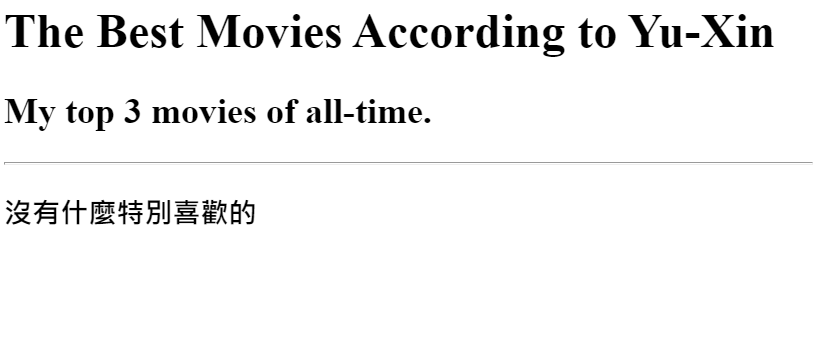 The Best Movies According to Yu-Xin
My top 3 movies of all-time.
沒有什麼特別喜歡的